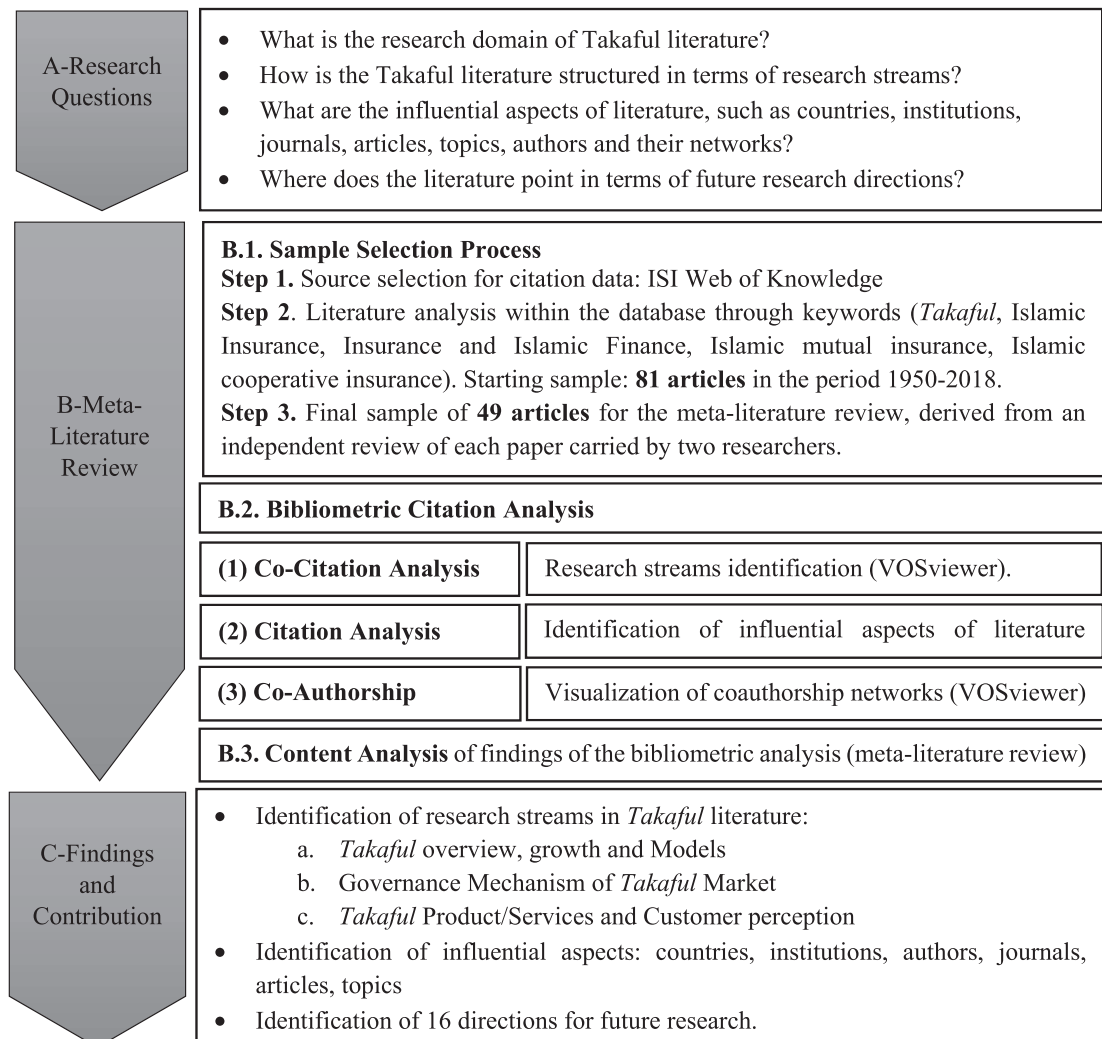 A-Research
Questions
• What is the research domain of Takaful literature?
• How is the Takaful literature structured in terms of research streams?
• What are the influential aspects of literature, such as countries, institutions,
journals, articles, topics, authors and their networks?
• Where does the literature point in terms of future research directions?
B-Meta-
Literature
Review
B.1. Sample Selection Process
Step 1. Source selection for citation data: ISI Web of Knowledge
Step 2. Literature analysis within the database through keywords (Takaful, Islamic
Insurance, Insurance and Islamic Finance, Islamic mutual insurance, Islamic
cooperative insurance). Starting sample: 81 articles in the period 1950-2018.
Step 3. Final sample of 49 articles for the meta-literature review, derived from an
independent review of each paper carried by two researchers.
B.2. Bibliometric Citation Analysis
(1) Co-Citation Analysis Research streams identification (VOSviewer).
(2) Citation Analysis Identification of influential aspects of literature
(3) Co-Authorship Visualization of coauthorship networks (VOSviewer)
B.3. Content Analysis of findings of the bibliometric analysis (meta-literature review)
C-Findings
and
Contribution
• Identification of research streams in Takaful literature:
a. Takaful overview, growth and Models
b. Governance Mechanism of Takaful Market
c. Takaful Product/Services and Customer perception
• Identification of influential aspects: countries, institutions, authors, journals,
articles, topics
• Identification of 16 directions for future research.